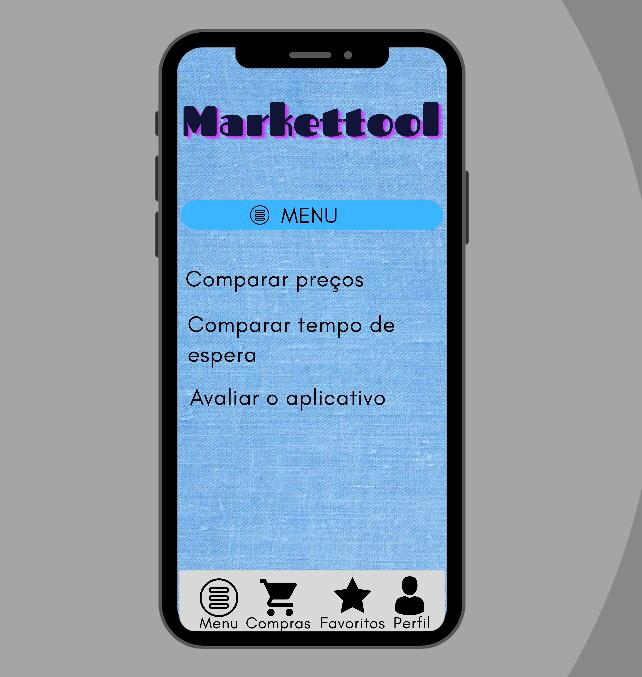 Markettool
MENU
Comparar preços
Comparar tempo de
espera
Avaliar o aplicativo
Menu Compras Favoritos Perfil